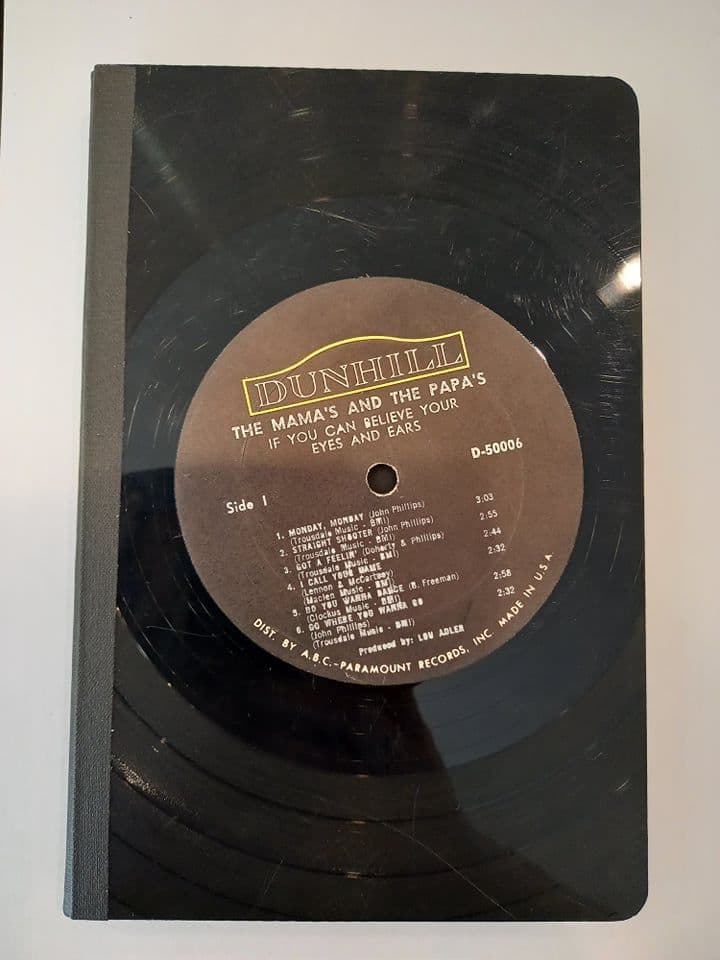 DUNHILL
THE MAMA'S AND THE PAPA'S
IF YOU CAN BELIEVE YOUR
EYES AND EARS
D-50006
Side 1
1. MONDAY, MONDAY (John Phillips) 3:03
(Trousdale Music - BMI)
2. STRAIGHT SHOOTER (John Phillips) 2:55
(Trousdale Music - BMI)
3. GOT A FEELIN' (Doherty & Phillips) 2:44
(Trousdale Music - BMI)
4. I CALL YOUR NAME 2:32
(Lennon & McCartney)
(Maclen Music - BMI)
5. DO YOU WANNA DANCE (B. Freeman) 2:58
(Clockus Music - BMI)
6. GO WHERE YOU WANNA GO 2:32
(John Phillips)
(Trousdale Music - BMI)
Produced by: LOU ADLER
DIST. BY A.B.C.-PARAMOUNT RECORDS, INC. MADE IN U.S.A.